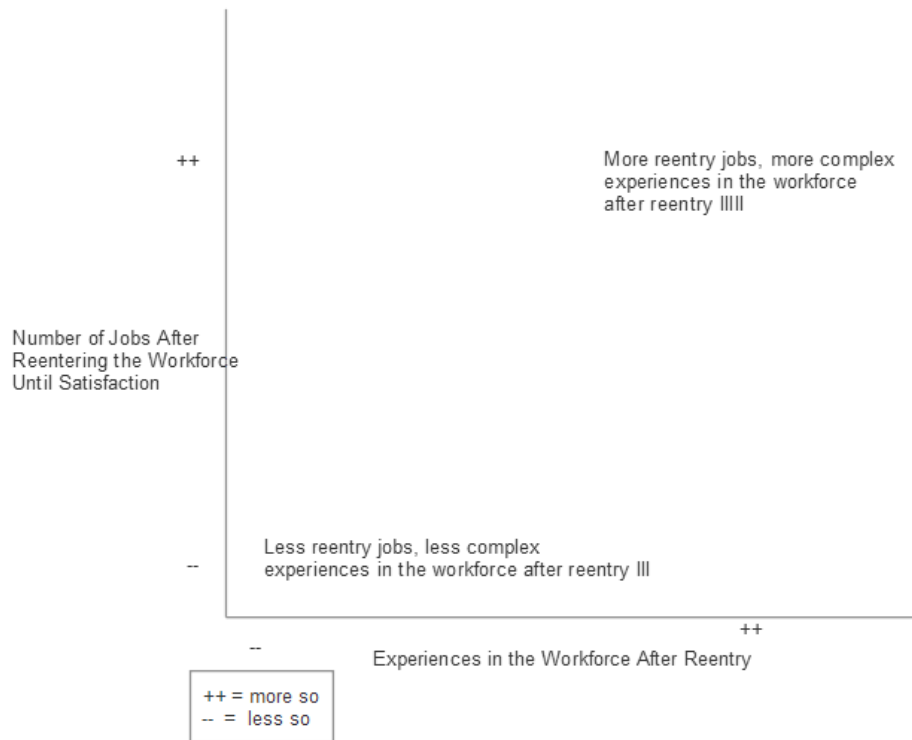 ++
More reentry jobs, more complex
experiences in the workforce
after reentry IIIII
Number of Jobs After
Reentering the Workforce
Until Satisfaction
Less reentry jobs, less complex
experiences in the workforce after reentry III
--
++
--
Experiences in the Workforce After Reentry
++ = more so
-- = less so